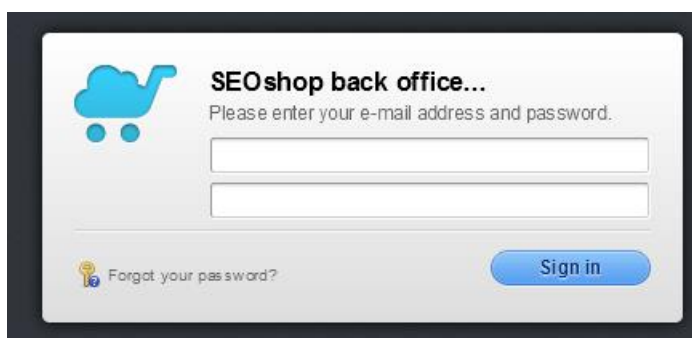 SEOshop back office...
Please enter your e-mail address and password.
Forgot your password?
Sign in